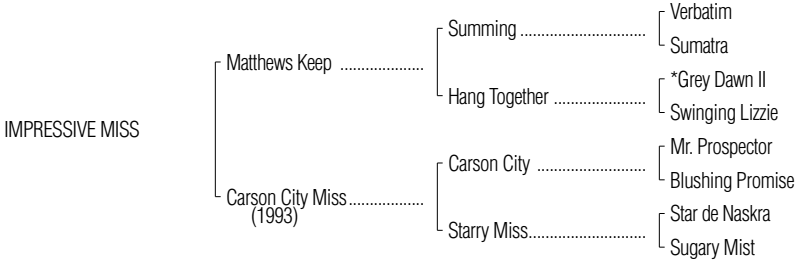 Verbatim
Summing ..............................
Sumatra
Matthews Keep ....................
*Grey Dawn II
Hang Together ......................
Swinging Lizzie
IMPRESSIVE MISS
Mr. Prospector
Carson City ..........................
Blushing Promise
Carson City Miss..................
(1993)
Star de Naskra
Starry Miss............................
Sugary Mist